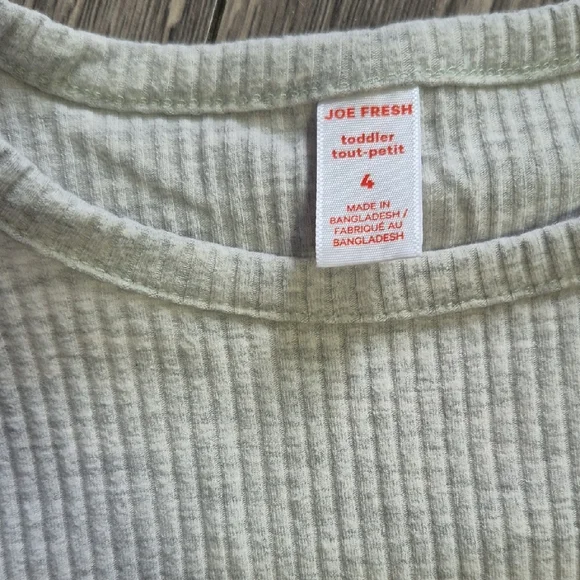 JOE FRESH
toddler
tout-petit
4
MADE IN
BANGLADESH /
FABRIQUÉ AU
BANGLADESH